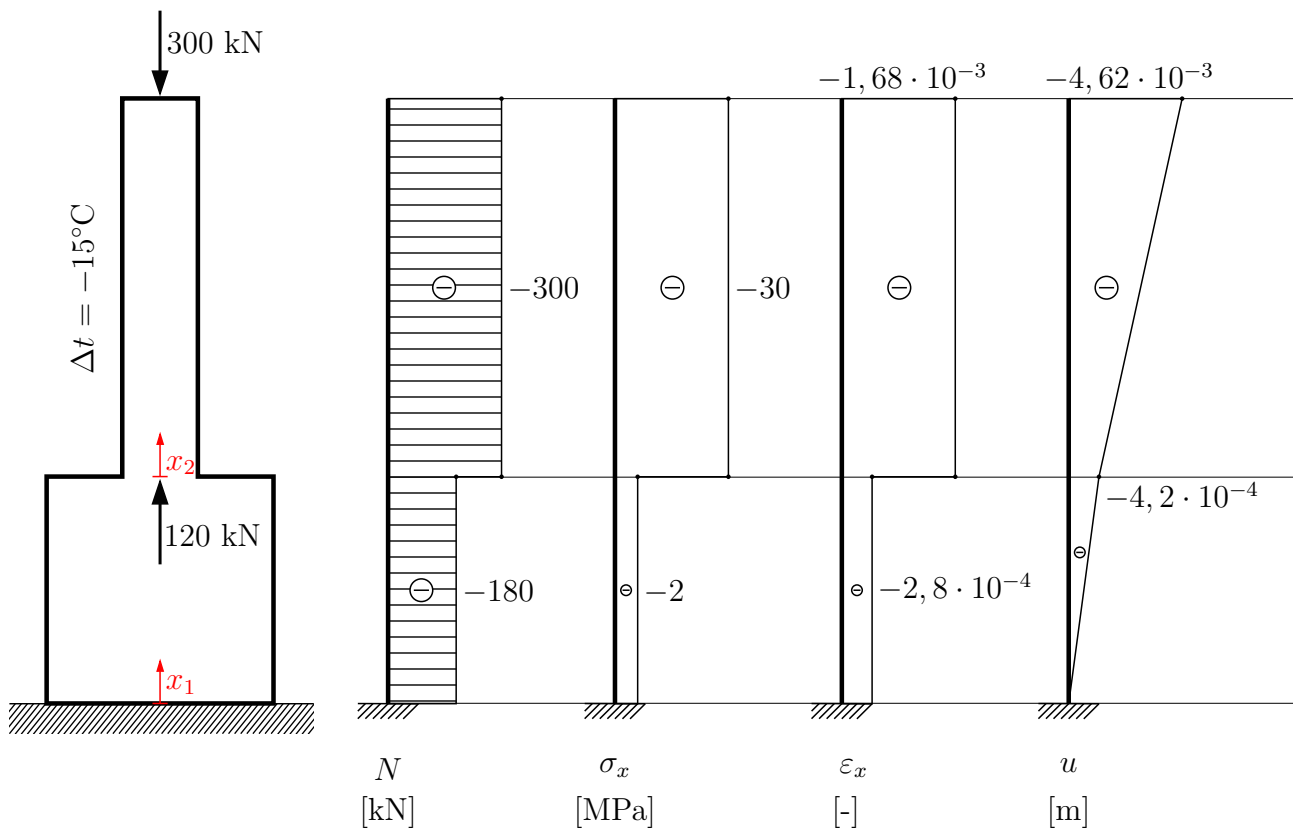 300 kN
−1,68 · 10⁻³
−4,62 · 10⁻³
Δt = −15°C
−300
−30
x₂
−4,2 · 10⁻⁴
120 kN
−180
−2
−2,8 · 10⁻⁴
x₁
N
σₓ
εₓ
u
[kN]
[MPa]
[-]
[m]